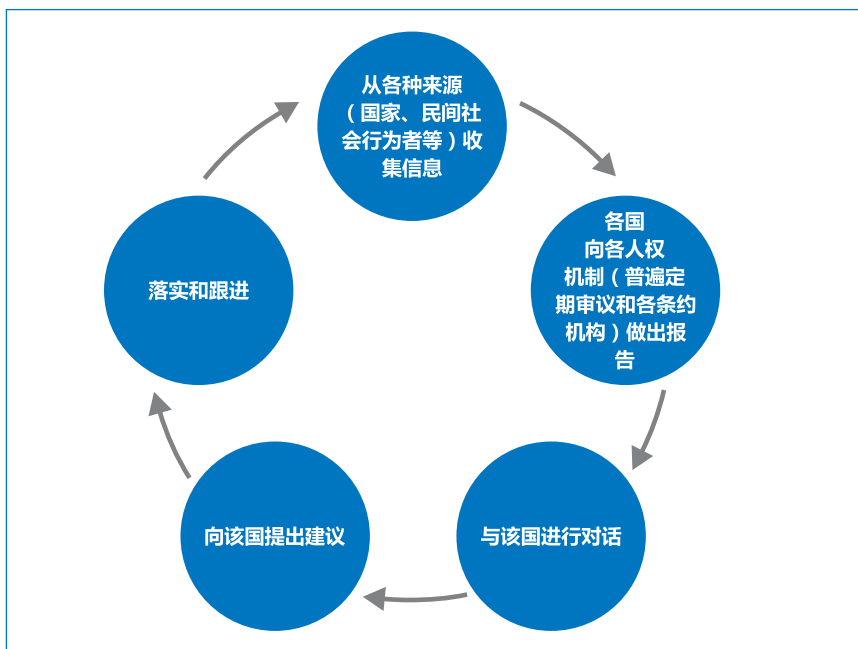 从各种来源
（国家、民间社
会行为者等）收
集信息
各国
向各人权
机制（普遍定
期审议和各条约
机构）做出报
告
与该国进行对话
向该国提出建议
落实和跟进